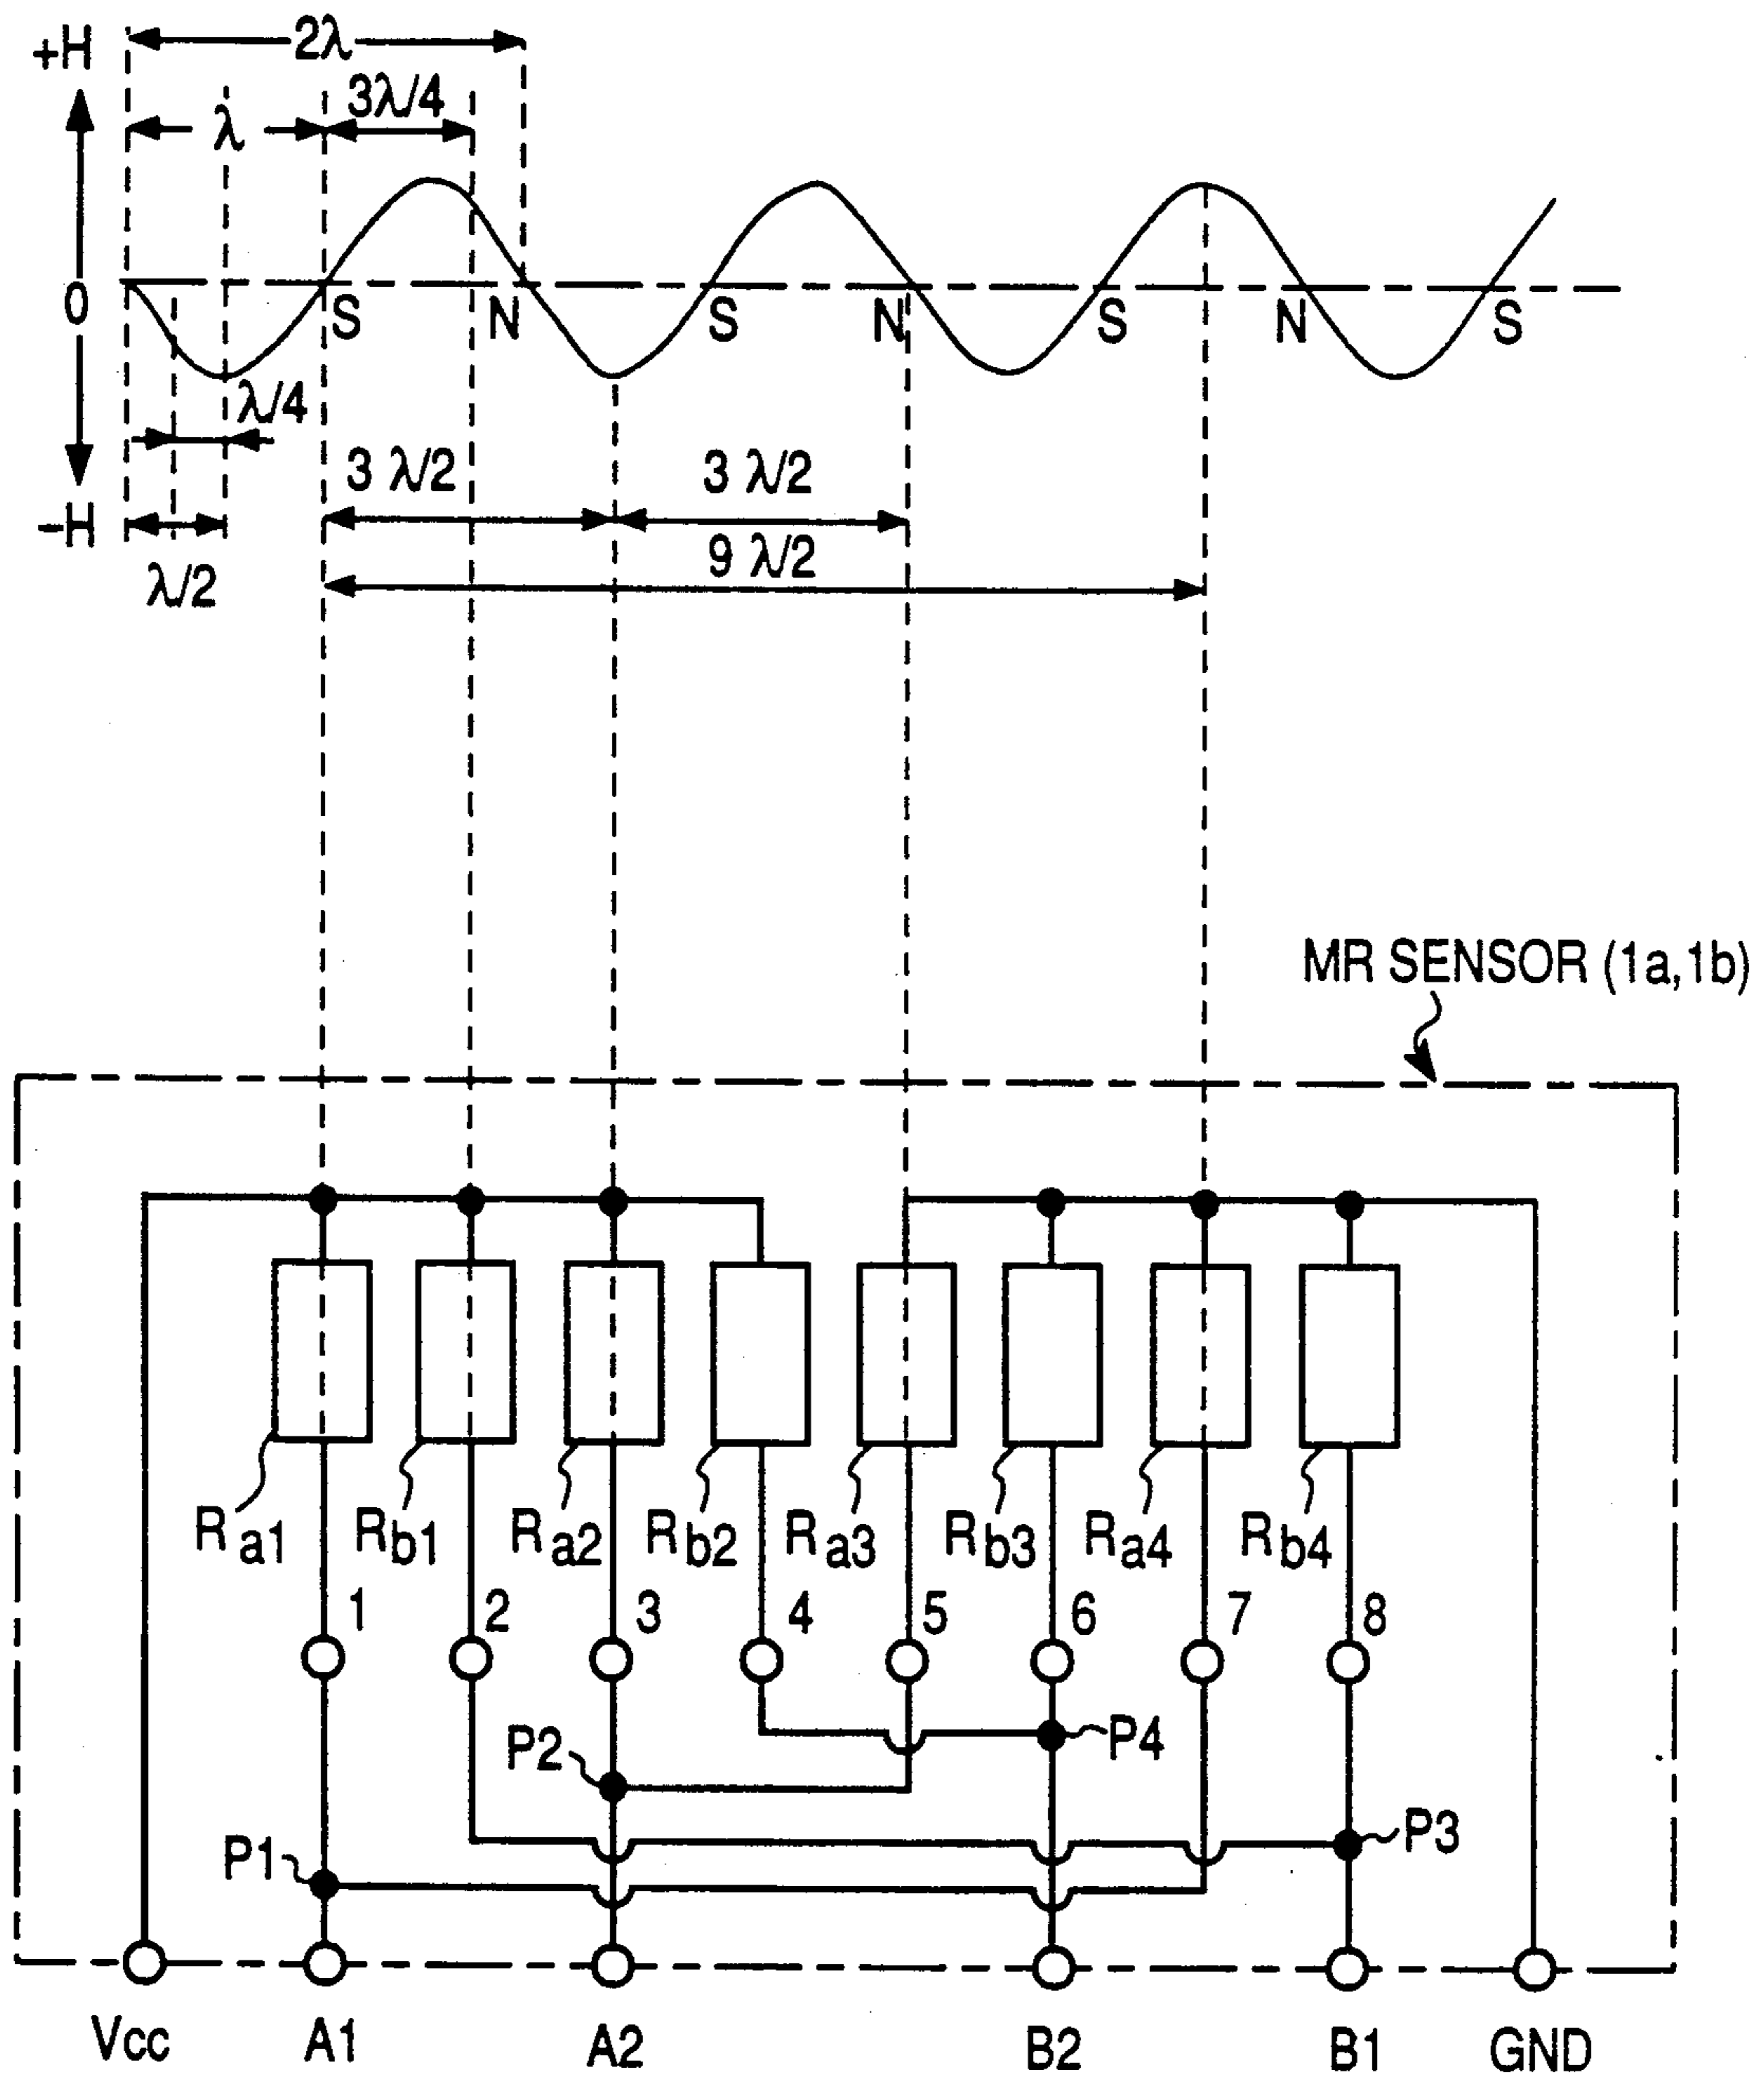 +H
2λ
3λ/4
λ
0
S N S N S N S
λ/4
3 λ/2 3 λ/2
-H
9 λ/2
λ/2
MR SENSOR (1a,1b)
Ra1 Rb1 Ra2 Rb2 Ra3 Rb3 Ra4 Rb4
1 2 3 4 5 6 7 8
P2 P4
P1 P3
Vcc A1 A2 B2 B1 GND